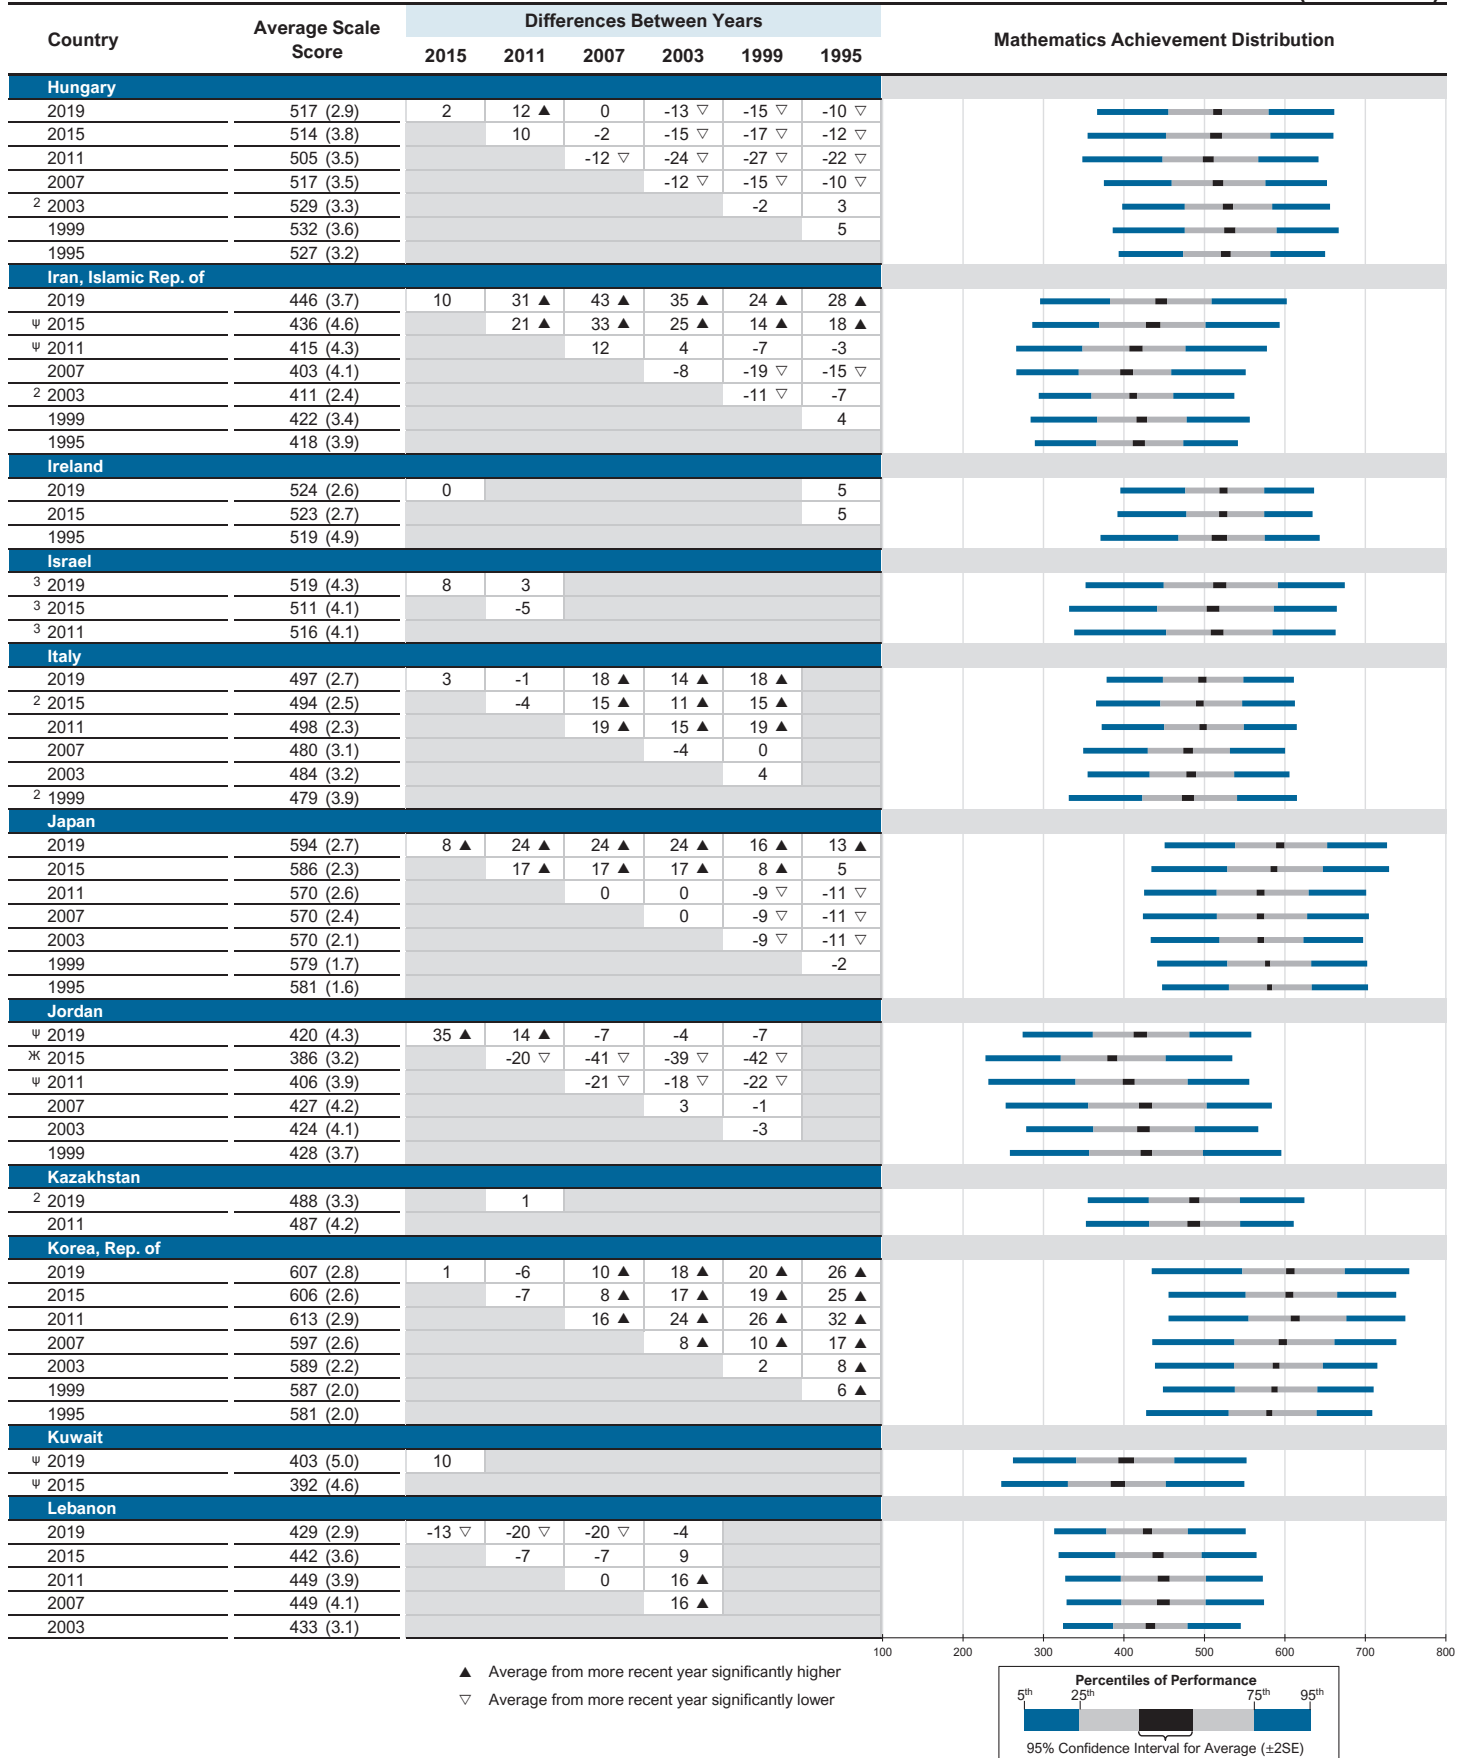 Country Average Scale Score Differences Between Years Mathematics Achievement Distribution
2015 2011 2007 2003 1999 1995
Hungary
2019 517 (2.9) 2 12 ▲ 0 -13 ▽ -15 ▽ -10 ▽
2015 514 (3.8) 10 -2 -15 ▽ -17 ▽ -12 ▽
2011 505 (3.5) -12 ▽ -24 ▽ -27 ▽ -22 ▽
2007 517 (3.5) -12 ▽ -15 ▽ -10 ▽
2 2003 529 (3.3) -2 3
1999 532 (3.6) 5
1995 527 (3.2)
Iran, Islamic Rep. of
2019 446 (3.7) 10 31 ▲ 43 ▲ 35 ▲ 24 ▲ 28 ▲
ψ 2015 436 (4.6) 21 ▲ 33 ▲ 25 ▲ 14 ▲ 18 ▲
ψ 2011 415 (4.3) 12 4 -7 -3
2007 403 (4.1) -8 -19 ▽ -15 ▽
2 2003 411 (2.4) -11 ▽ -7
1999 422 (3.4) 4
1995 418 (3.9)
Ireland
2019 524 (2.6) 0 5
2015 523 (2.7) 5
1995 519 (4.9)
Israel
3 2019 519 (4.3) 8 3
3 2015 511 (4.1) -5
3 2011 516 (4.1)
Italy
2019 497 (2.7) 3 -1 18 ▲ 14 ▲ 18 ▲
2 2015 494 (2.5) -4 15 ▲ 11 ▲ 15 ▲
2011 498 (2.3) 19 ▲ 15 ▲ 19 ▲
2007 480 (3.1) -4 0
2003 484 (3.2) 4
2 1999 479 (3.9)
Japan
2019 594 (2.7) 8 ▲ 24 ▲ 24 ▲ 24 ▲ 16 ▲ 13 ▲
2015 586 (2.3) 17 ▲ 17 ▲ 17 ▲ 8 ▲ 5
2011 570 (2.6) 0 0 -9 ▽ -11 ▽
2007 570 (2.4) 0 -9 ▽ -11 ▽
2003 570 (2.1) -9 ▽ -11 ▽
1999 579 (1.7) -2
1995 581 (1.6)
Jordan
ψ 2019 420 (4.3) 35 ▲ 14 ▲ -7 -4 -7
Ж 2015 386 (3.2) -20 ▽ -41 ▽ -39 ▽ -42 ▽
ψ 2011 406 (3.9) -21 ▽ -18 ▽ -22 ▽
2007 427 (4.2) 3 -1
2003 424 (4.1) -3
1999 428 (3.7)
Kazakhstan
2 2019 488 (3.3) 1
2011 487 (4.2)
Korea, Rep. of
2019 607 (2.8) 1 -6 10 ▲ 18 ▲ 20 ▲ 26 ▲
2015 606 (2.6) -7 8 ▲ 17 ▲ 19 ▲ 25 ▲
2011 613 (2.9) 16 ▲ 24 ▲ 26 ▲ 32 ▲
2007 597 (2.6) 8 ▲ 10 ▲ 17 ▲
2003 589 (2.2) 2 8 ▲
1999 587 (2.0) 6 ▲
1995 581 (2.0)
Kuwait
ψ 2019 403 (5.0) 10
ψ 2015 392 (4.6)
Lebanon
2019 429 (2.9) -13 ▽ -20 ▽ -20 ▽ -4
2015 442 (3.6) -7 -7 9
2011 449 (3.9) 0 16 ▲
2007 449 (4.1) 16 ▲
2003 433 (3.1)
100 200 300 400 500 600 700 800
▲ Average from more recent year significantly higher
▽ Average from more recent year significantly lower
Percentiles of Performance
5th 25th 75th 95th
95% Confidence Interval for Average (±2SE)